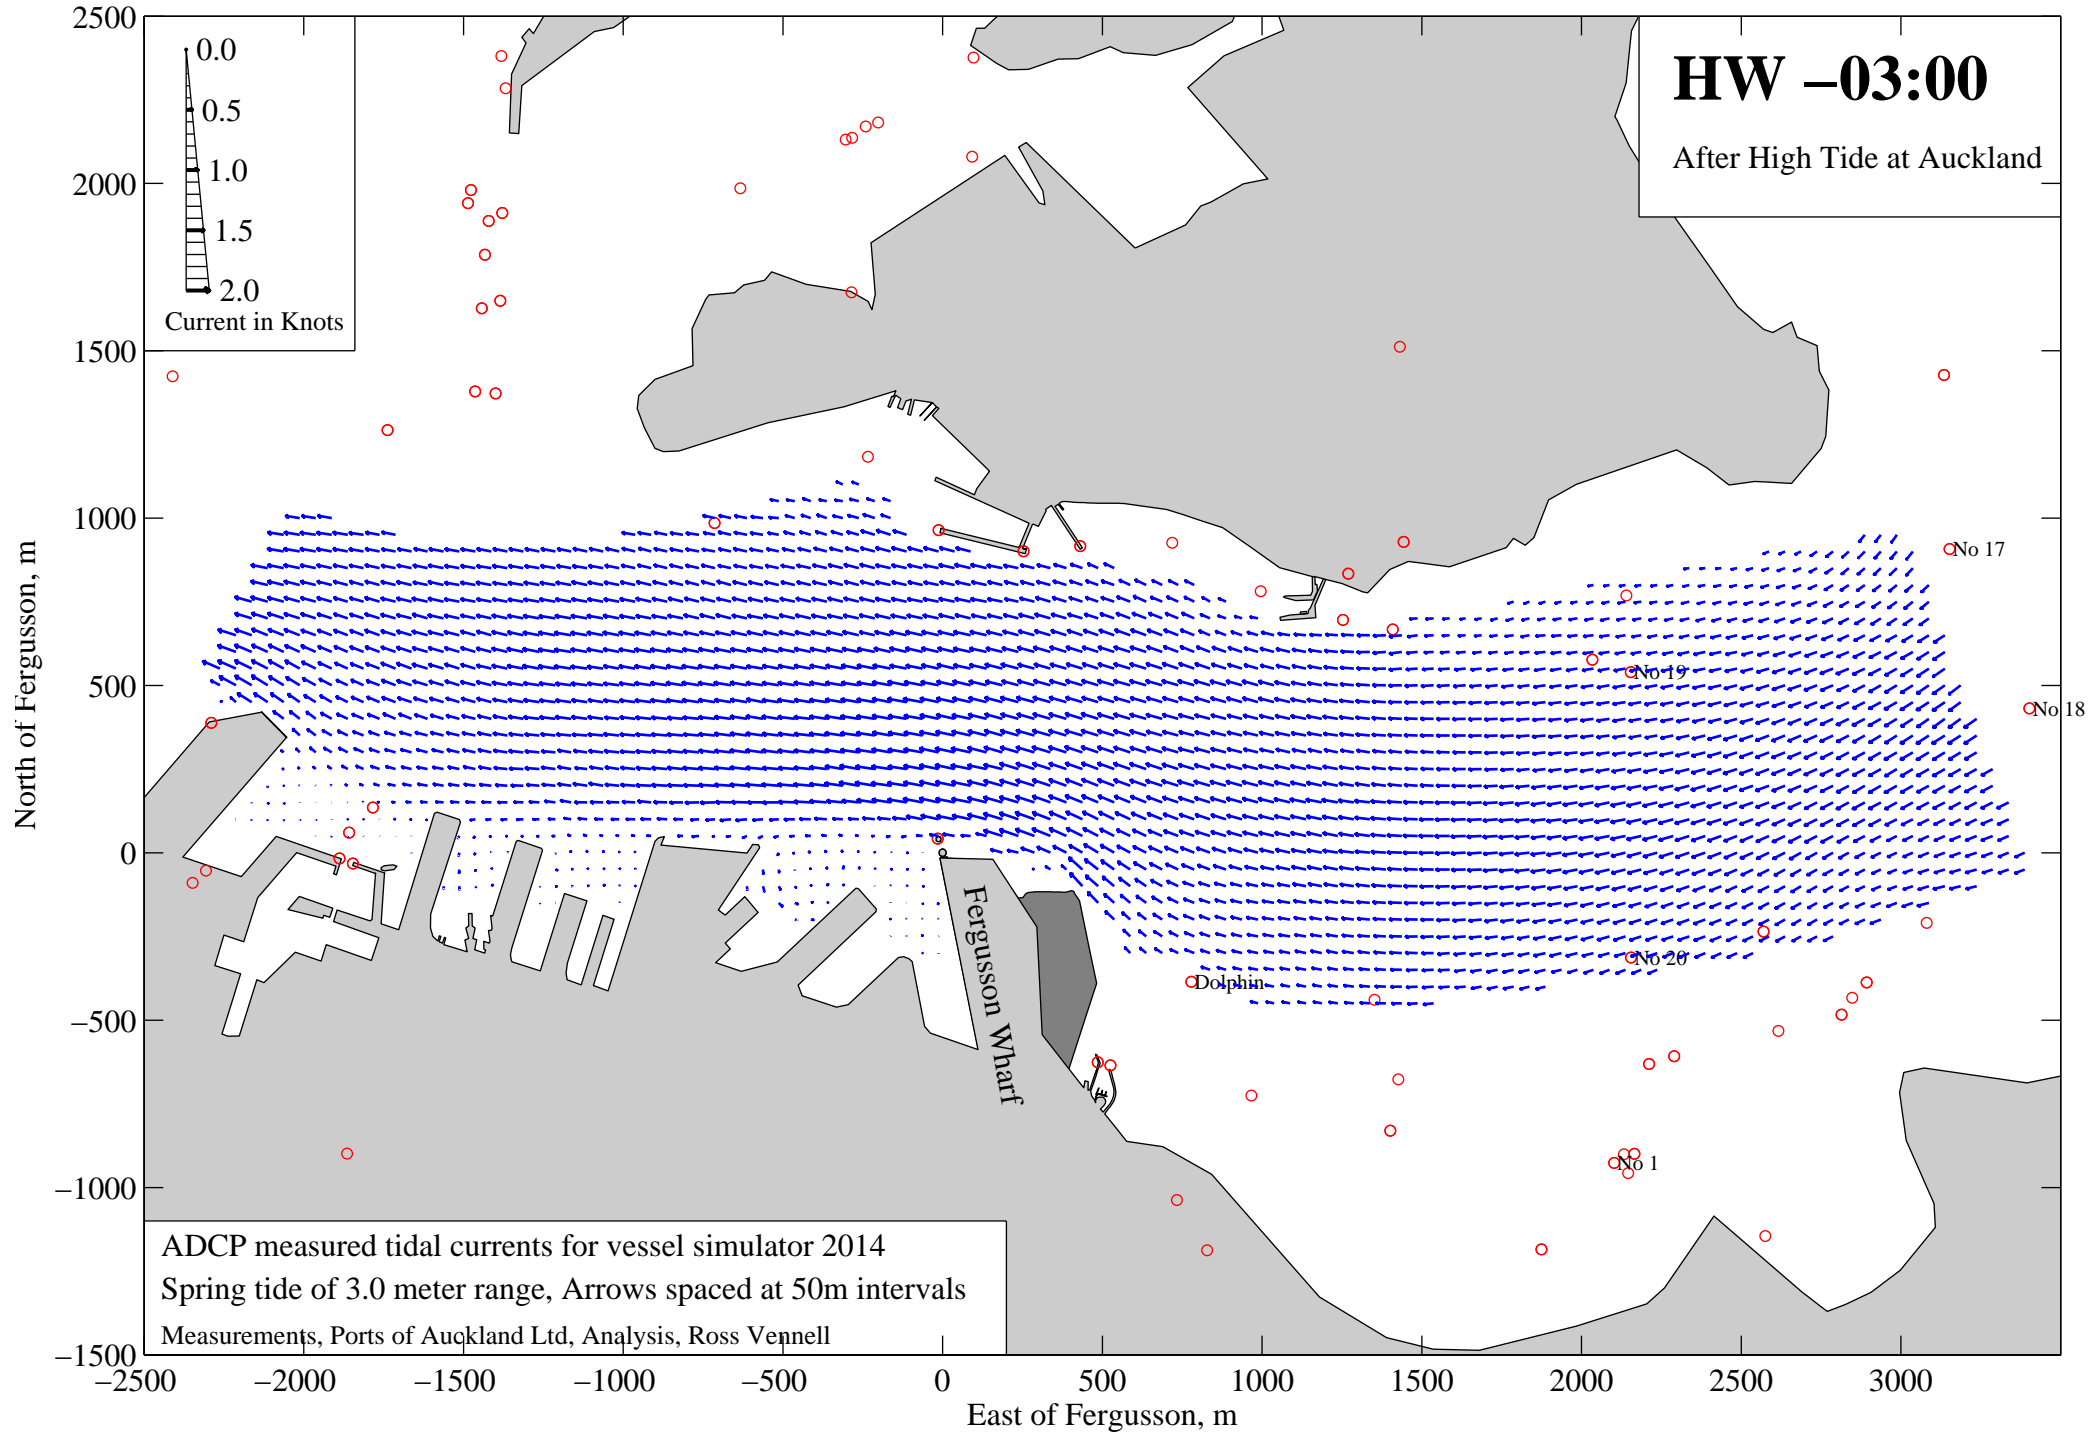 2500
2000
1500
1000
500
0
−500
−1000
−1500
North of Fergusson, m
0.0
0.5
1.0
1.5
2.0
Current in Knots
HW −03:00
After High Tide at Auckland
No 17
No 19
No 18
No 20
Dolphin
No 1
Fergusson Wharf
ADCP measured tidal currents for vessel simulator 2014
Spring tide of 3.0 meter range, Arrows spaced at 50m intervals
Measurements, Ports of Auckland Ltd, Analysis, Ross Vennell
−2500 −2000 −1500 −1000 −500 0 500 1000 1500 2000 2500 3000
East of Fergusson, m